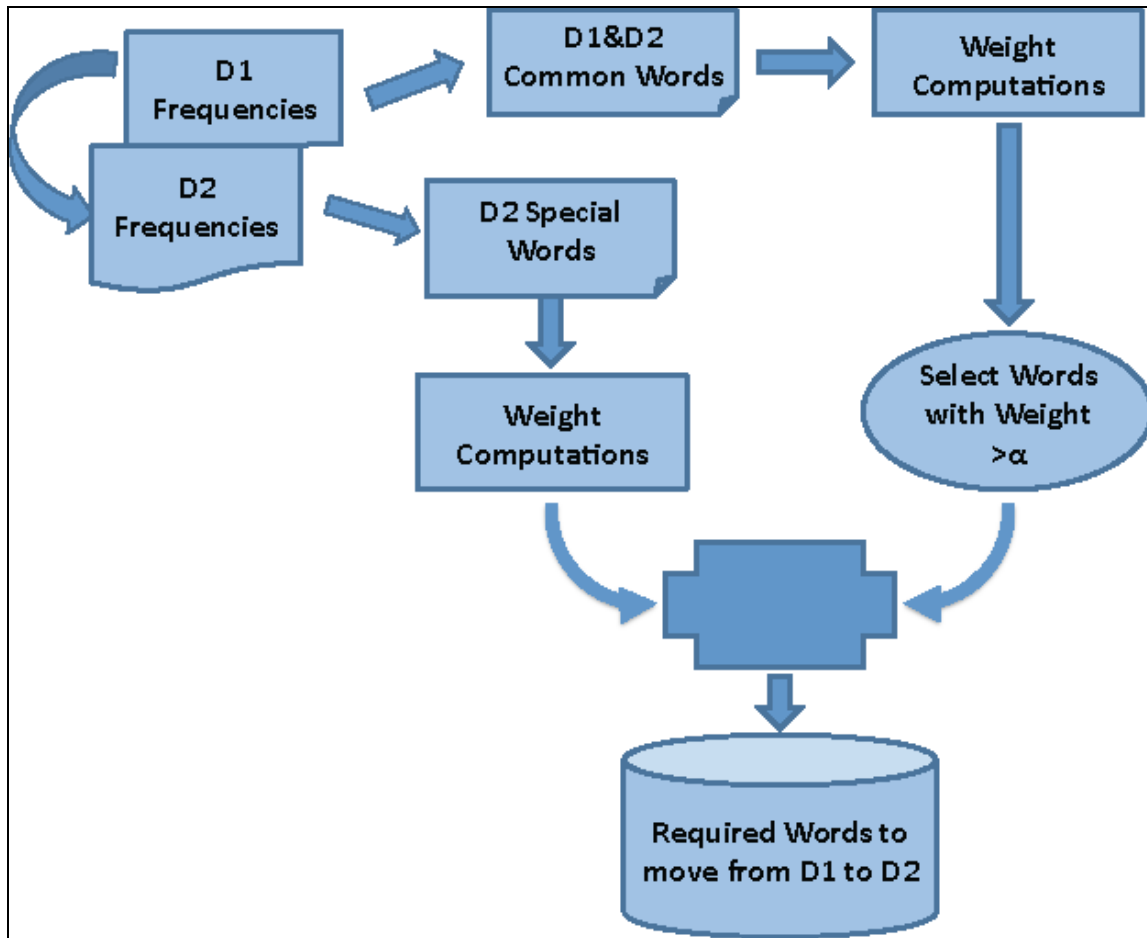 D1
Frequencies
D1&D2
Common Words
Weight
Computations
D2
Frequencies
D2 Special
Words
Weight
Computations
Select Words
with Weight
>α
Required Words to
move from D1 to D2